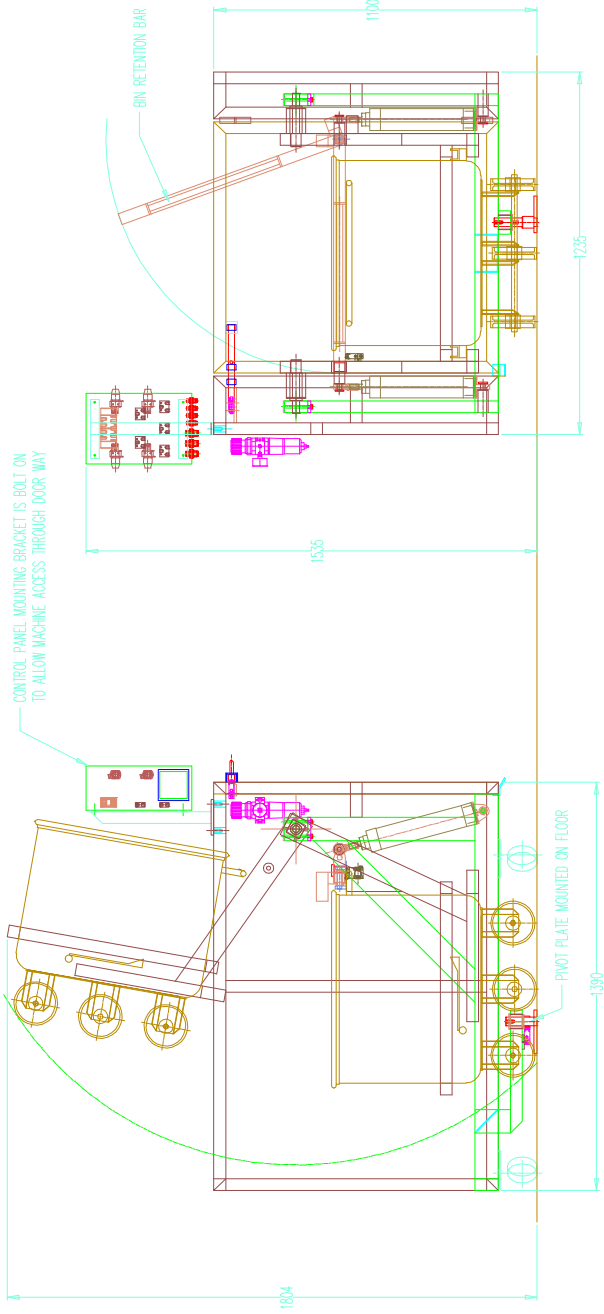 CONTROL PANEL MOUNTING BRACKET IS BOLT ON
TO ALLOW MACHINE ACCESS THROUGH DOOR WAY
BIN RETENTION BAR
PIVOT PLATE MOUNTED ON FLOOR
1804
1390
1535
1235
1100